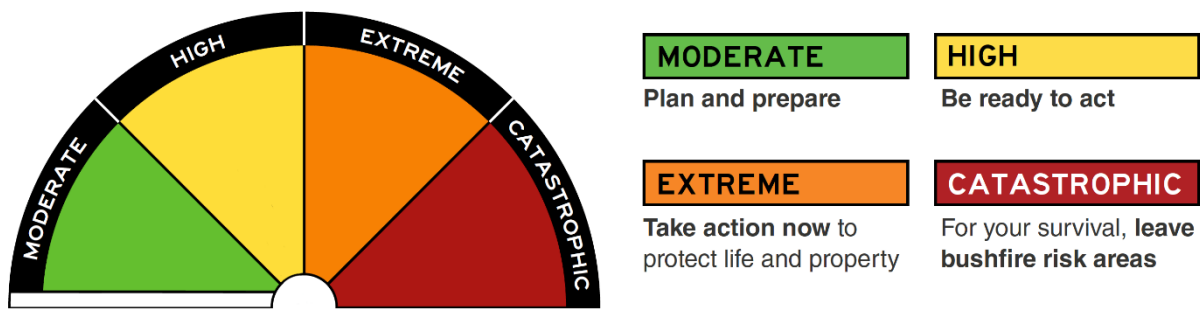 MODERATE
HIGH
EXTREME
CATASTROPHIC
MODERATE
Plan and prepare
HIGH
Be ready to act
EXTREME
Take action now to
protect life and property
CATASTROPHIC
For your survival, leave
bushfire risk areas